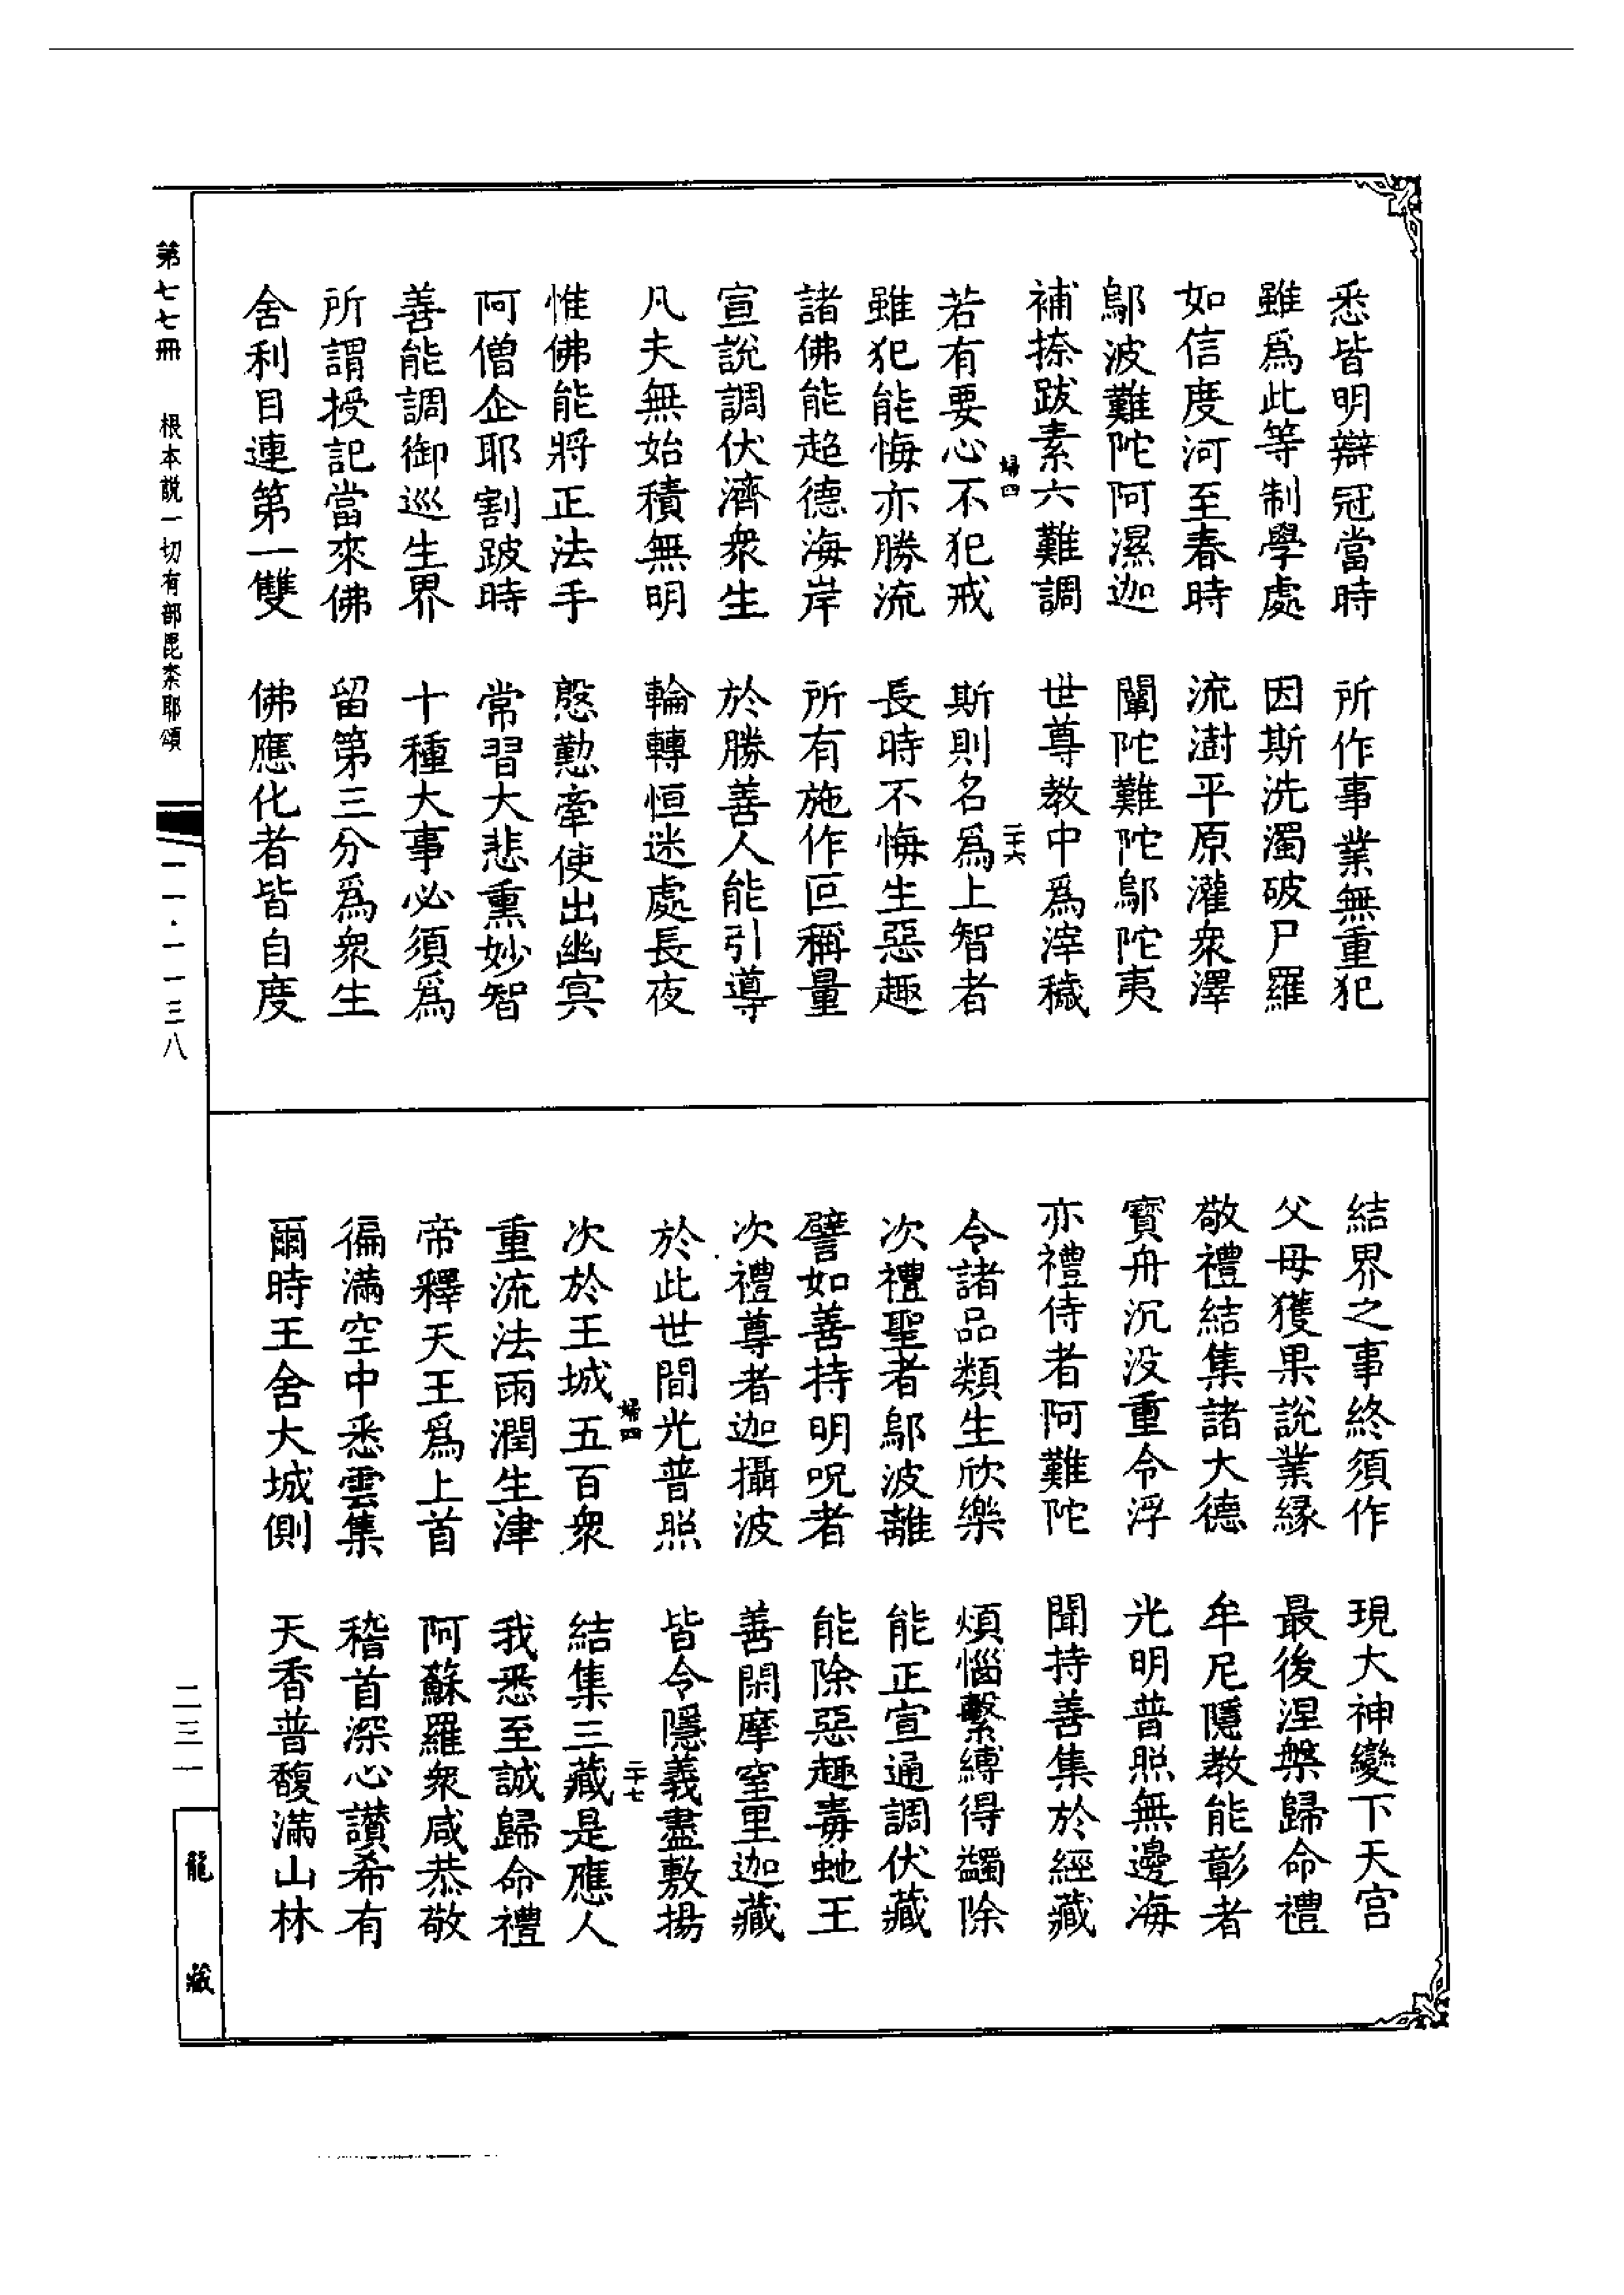 悉皆明辯冠當時　所作事業無重犯
雖爲此等制學處　因斯洗濁破尸羅
如信度河至春時　流澍平原灌衆澤
鄔波難陀阿濕迦　闡陀難陀鄔陀夷
補捺跋素六難調　世尊教中爲滓穢
婦四　二十六
若有要心不犯戒　斯則名爲上智者
雖犯能悔亦勝流　長時不悔生惡趣
諸佛能超德海岸　所有施作叵稱量
宣說調伏濟衆生　於勝善人能引導
凡夫無始積無明　輪轉恒迷處長夜
惟佛能將正法手　慇懃牽使出幽冥
阿僧企耶割跛時　常習大悲熏妙智
善能調御巡生界　十種大事必須爲
所謂授記當來佛　留第三分爲衆生
舍利目連第一雙　佛應化者皆自度
結界之事終須作　現大神變下天宮
父母獲果說業緣　最後涅槃歸命禮
敬禮結集諸大德　牟尼隱教能彰者
寶舟沉没重令浮　光明普照無邊海
亦禮侍者阿難陀　聞持善集於經藏
令諸品類生欣樂　煩惱繫縛得蠲除
次禮聖者鄔波離　能正宣通調伏藏
譬如善持明呪者　能除惡趣毒虵王
次禮尊者迦攝波　善閑摩窒里迦藏
於此世間光普照　皆令隱義盡敷揚
婦四　二十七
次於王城五百衆　結集三藏是應人
重流法雨潤生津　我悉至誠歸命禮
帝釋天王爲上首　阿蘇羅衆咸恭敬
徧滿空中悉雲集　稽首深心讃希有
爾時王舍大城側　天香普馥滿山林
第七七冊　根本說一切有部毘柰耶頌　一一·一一三八
二三一　龍藏